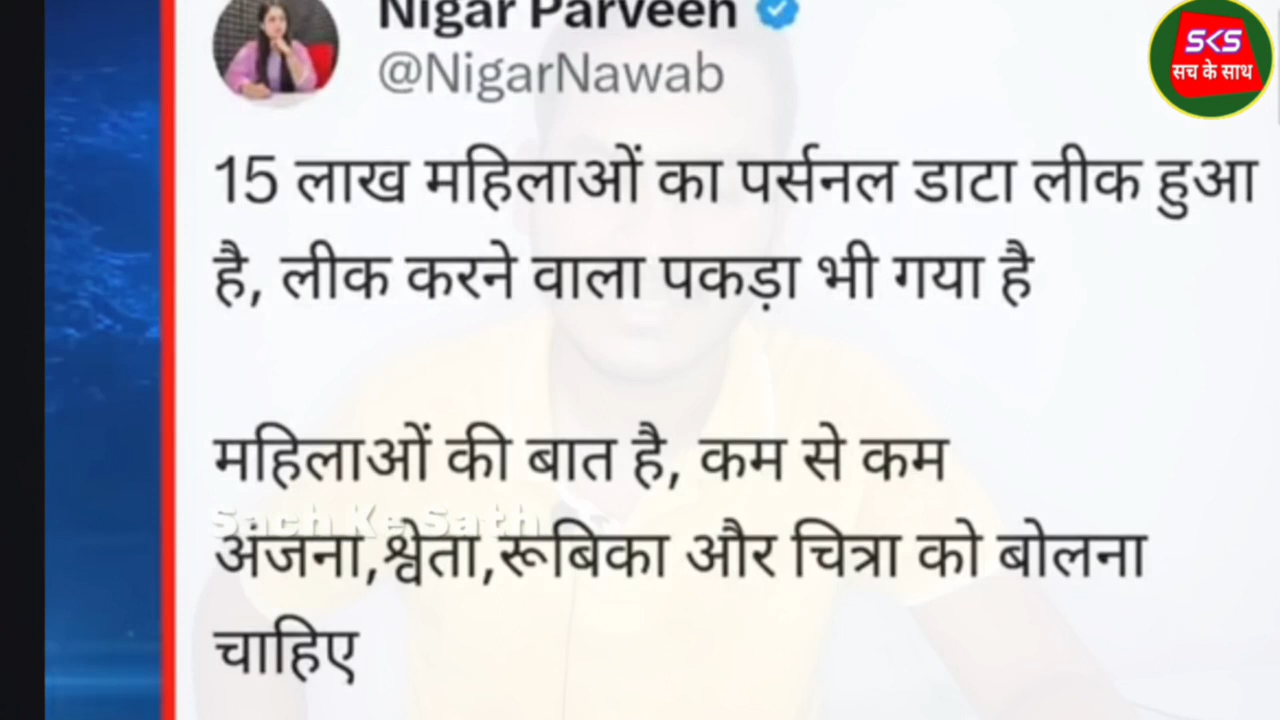 Nigar Parveen
@NigarNawab
SKS
सच के साथ
15 लाख महिलाओं का पर्सनल डाटा लीक हुआ
है, लीक करने वाला पकड़ा भी गया है
महिलाओं की बात है, कम से कम
Sach Ke Sath
अंजना,श्वेता,रूबिका और चित्रा को बोलना
चाहिए